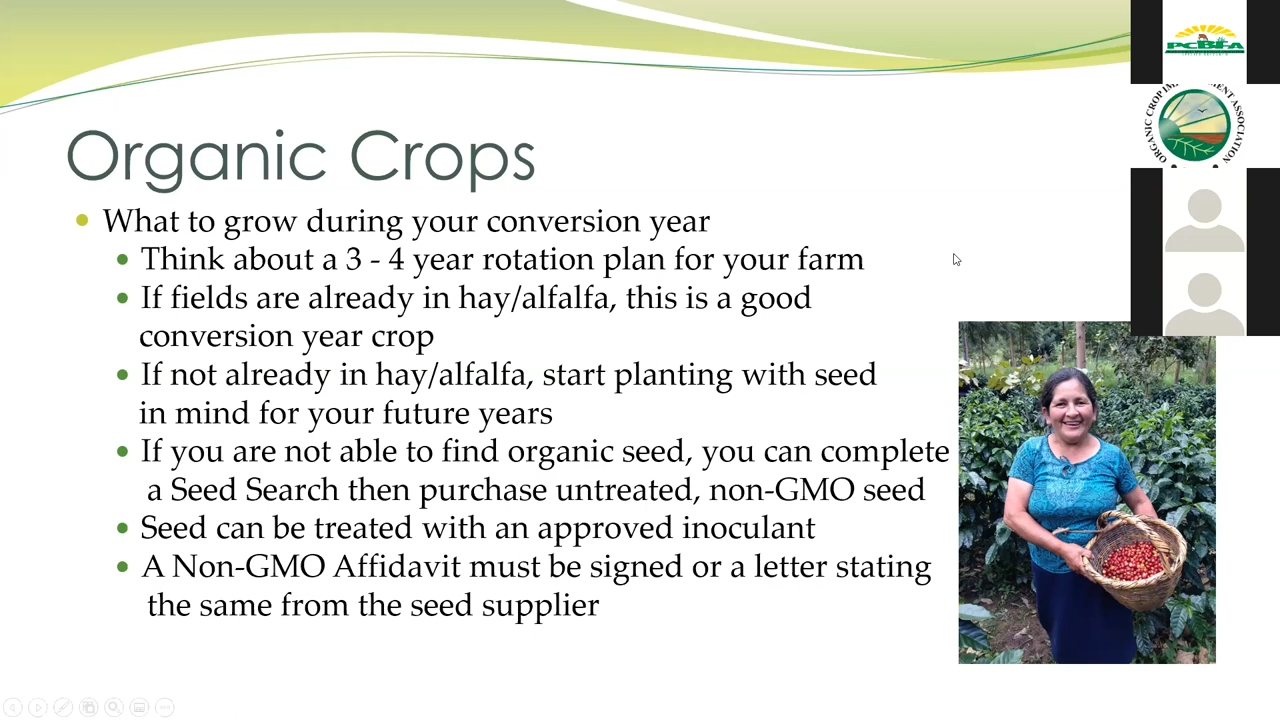 Organic Crops
What to grow during your conversion year
Think about a 3 - 4 year rotation plan for your farm
If fields are already in hay/alfalfa, this is a good
conversion year crop
If not already in hay/alfalfa, start planting with seed
in mind for your future years
If you are not able to find organic seed, you can complete
a Seed Search then purchase untreated, non-GMO seed
Seed can be treated with an approved inoculant
A Non-GMO Affidavit must be signed or a letter stating
the same from the seed supplier
PCBFA
ORGANIC CROP IMPROVEMENT ASSOCIATION